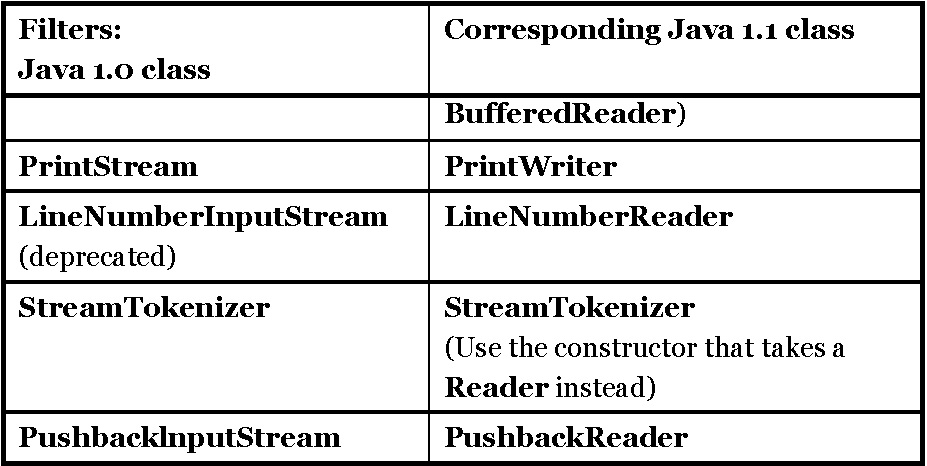 Filters:
Java 1.0 class
Corresponding Java 1.1 class
BufferedReader)
PrintStream
PrintWriter
LineNumberInputStream
(deprecated)
LineNumberReader
StreamTokenizer
StreamTokenizer
(Use the constructor that takes a
Reader instead)
PushbackInputStream
PushbackReader